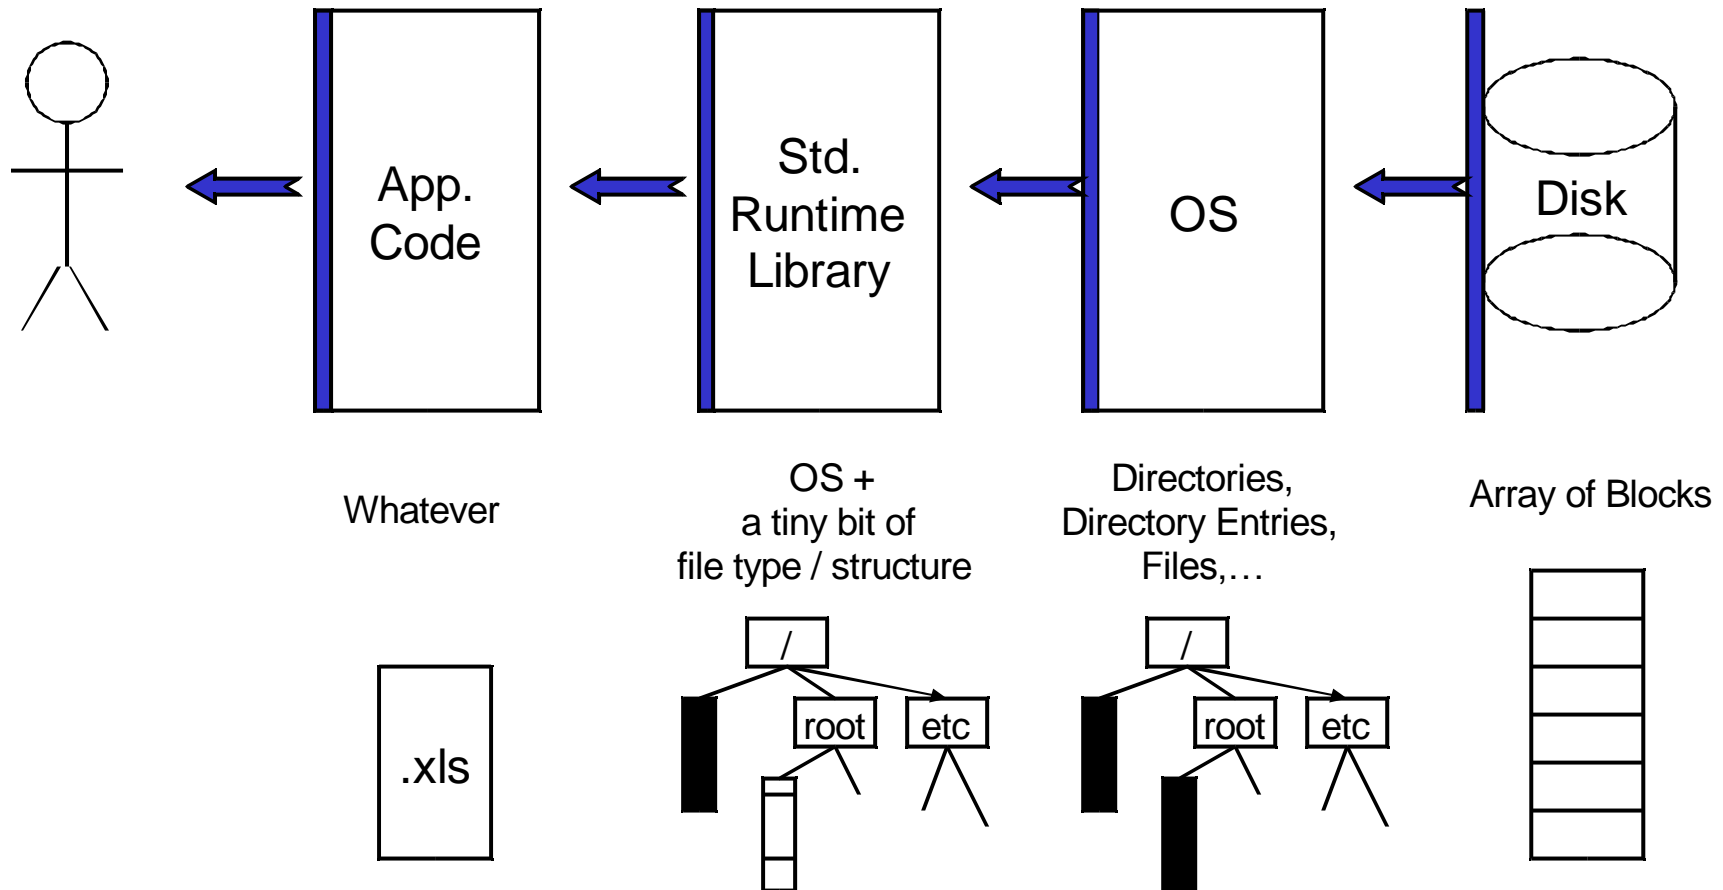 App.
Code
Std.
Runtime
Library
OS
Disk
Whatever
OS +
a tiny bit of
file type / structure
Directories,
Directory Entries,
Files,…
Array of Blocks
.xls
/
root
etc
/
root
etc